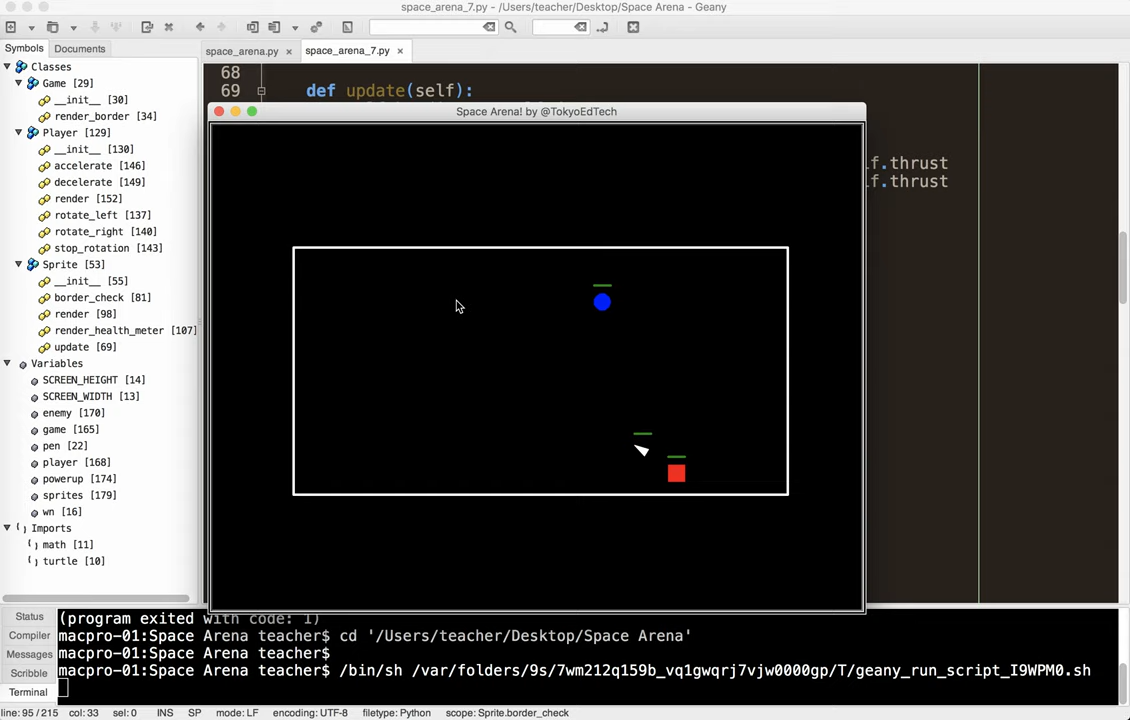 space_arena_7.py - /Users/teacher/Desktop/Space Arena - Geany
Symbols
Documents
space_arena.py
space_arena_7.py
Classes
Game [29]
__init__ [30]
render_border [34]
Player [129]
__init__ [130]
accelerate [146]
decelerate [149]
render [152]
rotate_left [137]
rotate_right [140]
stop_rotation [143]
Sprite [53]
__init__ [55]
border_check [81]
render [98]
render_health_meter [107]
update [69]
Variables
SCREEN_HEIGHT [14]
SCREEN_WIDTH [13]
enemy [170]
game [165]
pen [22]
player [168]
powerup [174]
sprites [179]
wn [16]
Imports
math [11]
turtle [10]
68
69 def update(self):
Space Arena! by @TokyoEdTech
lf.thrust
lf.thrust
Status
Compiler
Messages
Scribble
Terminal
(program exited with code: 1)
macpro-01:Space Arena teacher$ cd '/Users/teacher/Desktop/Space Arena'
macpro-01:Space Arena teacher$
macpro-01:Space Arena teacher$ /bin/sh /var/folders/9s/7wm212q159b_vq1gwqrj7vjw0000gp/T/geany_run_script_I9WPM0.sh
line: 95 / 215 col: 33 sel: 0 INS SP mode: LF encoding: UTF-8 filetype: Python scope: Sprite.border_check